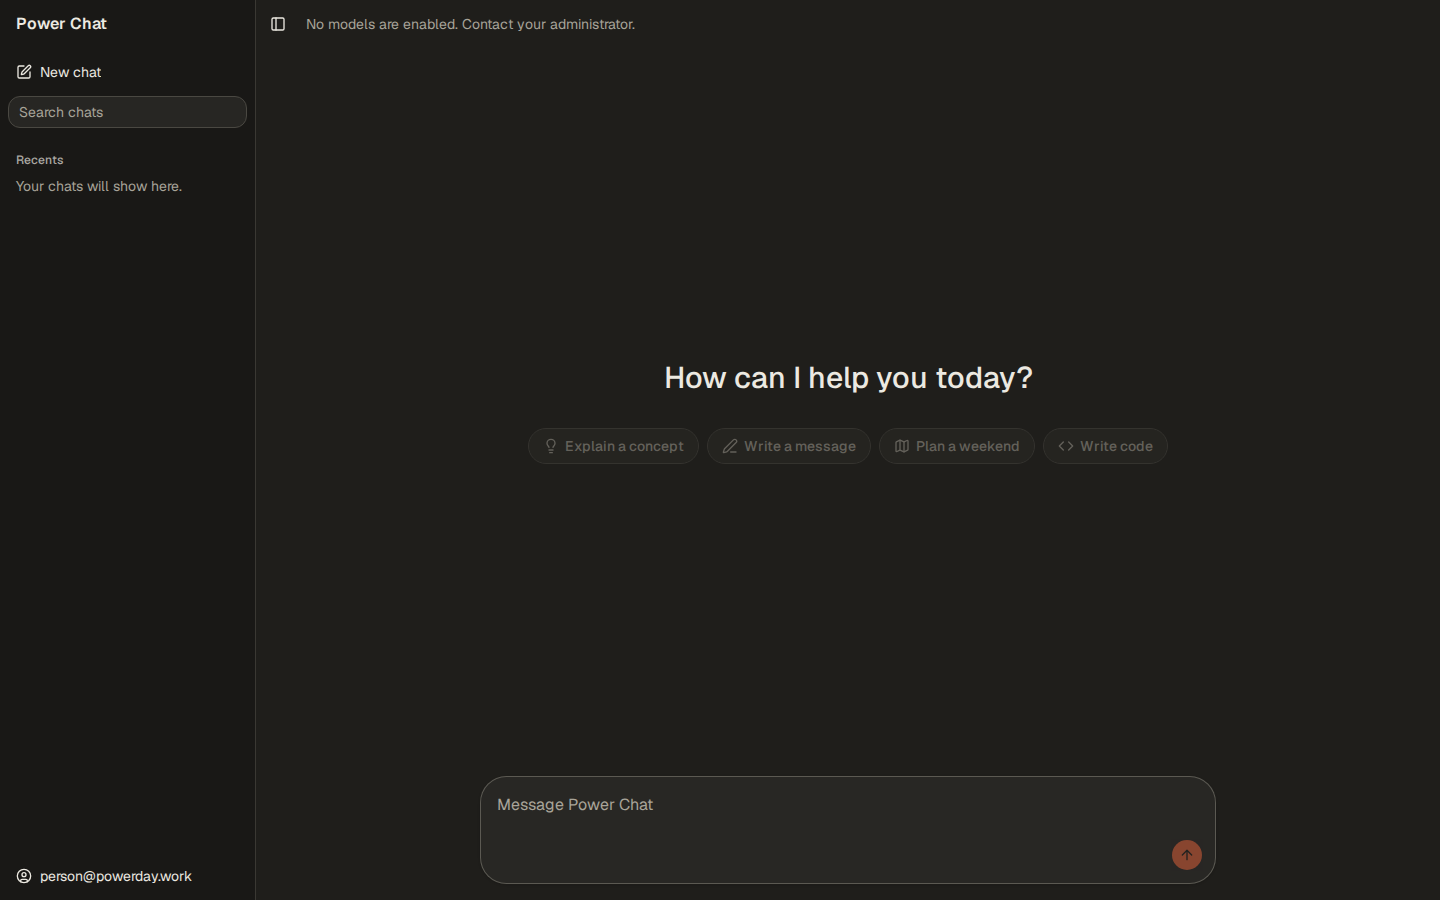 Power Chat
New chat
Search chats
Recents
Your chats will show here.
person@powerday.work
No models are enabled. Contact your administrator.
How can I help you today?
Explain a concept
Write a message
Plan a weekend
Write code
Message Power Chat